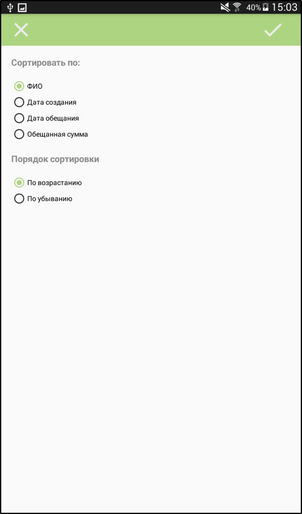 40% 15:03
Сортировать по:
ФИО
Дата создания
Дата обещания
Обещанная сумма
Порядок сортировки
По возрастанию
По убыванию